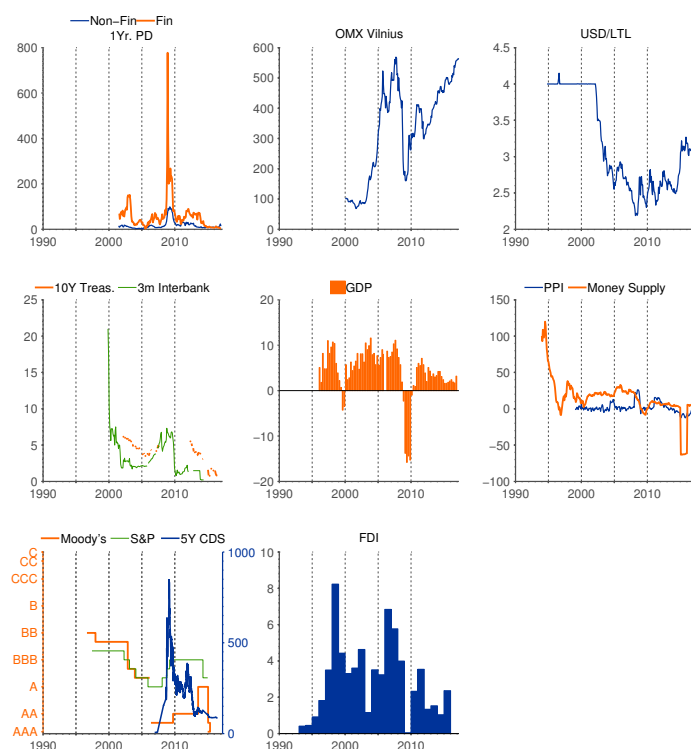 Non−Fin Fin
1Yr. PD
800
600
400
200
0
1990 2000 2010
OMX Vilnius
600
500
400
300
200
100
0
1990 2000 2010
USD/LTL
4.5
4
3.5
3
2.5
2
1990 2000 2010
10Y Treas. 3m Interbank
25
20
15
10
5
0
1990 2000 2010
GDP
20
10
0
−10
−20
1990 2000 2010
PPI Money Supply
150
100
50
0
−50
−100
1990 2000 2010
Moody's S&P 5Y CDS
C
CC
CCC
B
BB
BBB
A
AA
AAA
1000
500
0
1990 2000 2010
FDI
10
8
6
4
2
0
1990 2000 2010